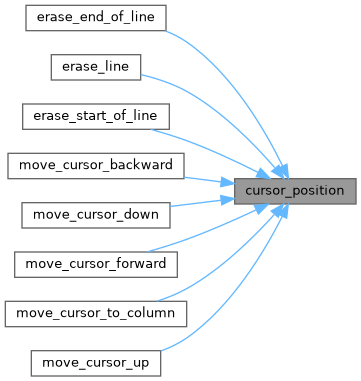 erase_end_of_line
erase_line
erase_start_of_line
move_cursor_backward
cursor_position
move_cursor_down
move_cursor_forward
move_cursor_to_column
move_cursor_up